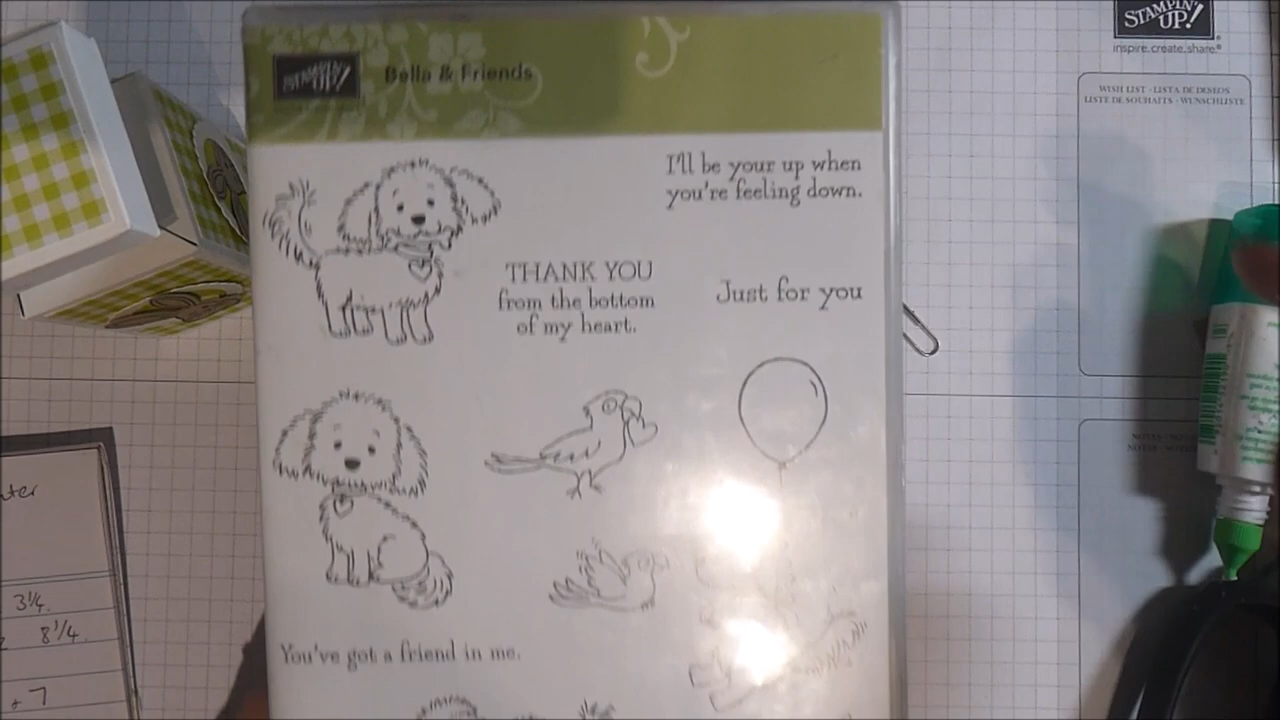 STAMPIN' UP!
Bella & Friends
I'll be your up when
you're feeling down.
THANK YOU
from the bottom
of my heart.
Just for you
You've got a friend in me.
STAMPIN' UP!
inspire.create.share.®
WISH LIST · LISTA DE DESEOS
LISTE DE SOUHAITS · WUNSCHLISTE
3¼.
8¼.
7